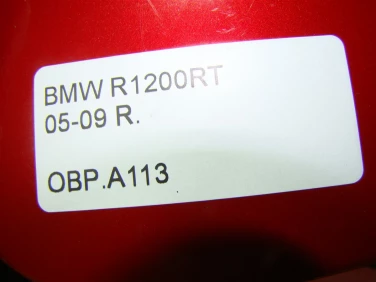 BMW R1200RT
05-09 R.
OBP.A113